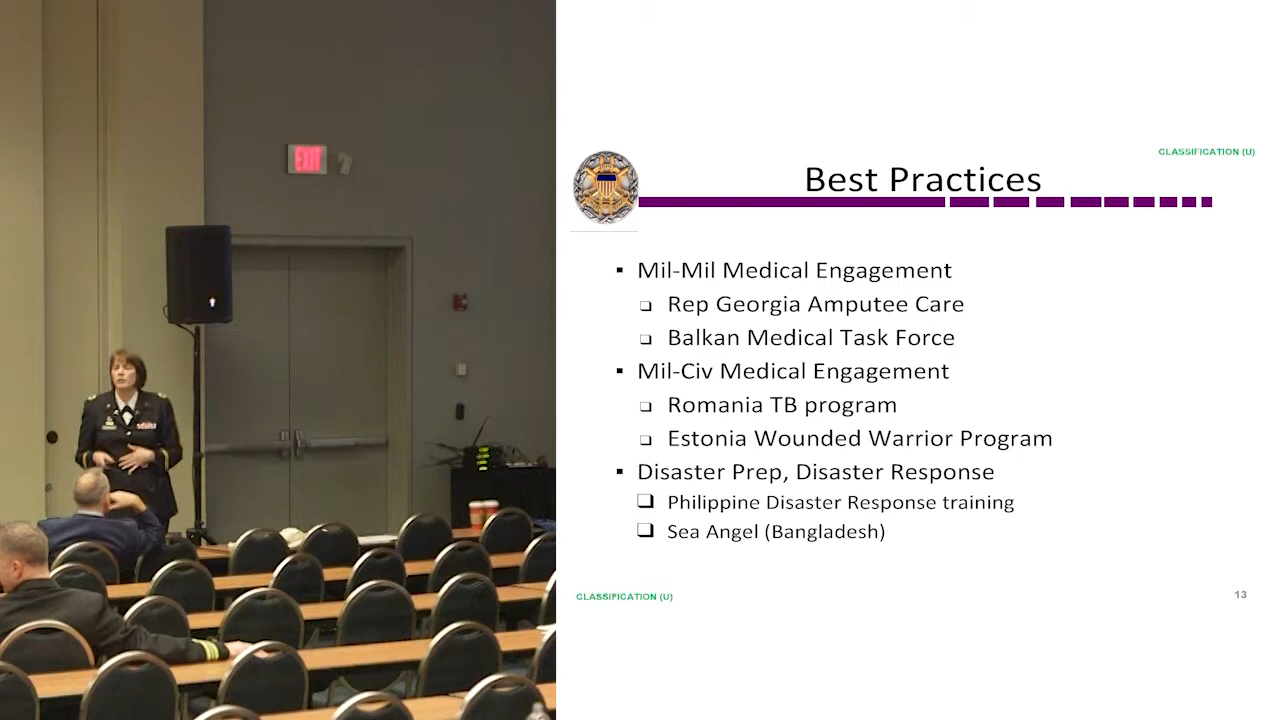 EXIT
CLASSIFICATION (U)
Best Practices
▪ Mil-Mil Medical Engagement
❑ Rep Georgia Amputee Care
❑ Balkan Medical Task Force
▪ Mil-Civ Medical Engagement
❑ Romania TB program
❑ Estonia Wounded Warrior Program
▪ Disaster Prep, Disaster Response
❑ Philippine Disaster Response training
❑ Sea Angel (Bangladesh)
CLASSIFICATION (U)
13